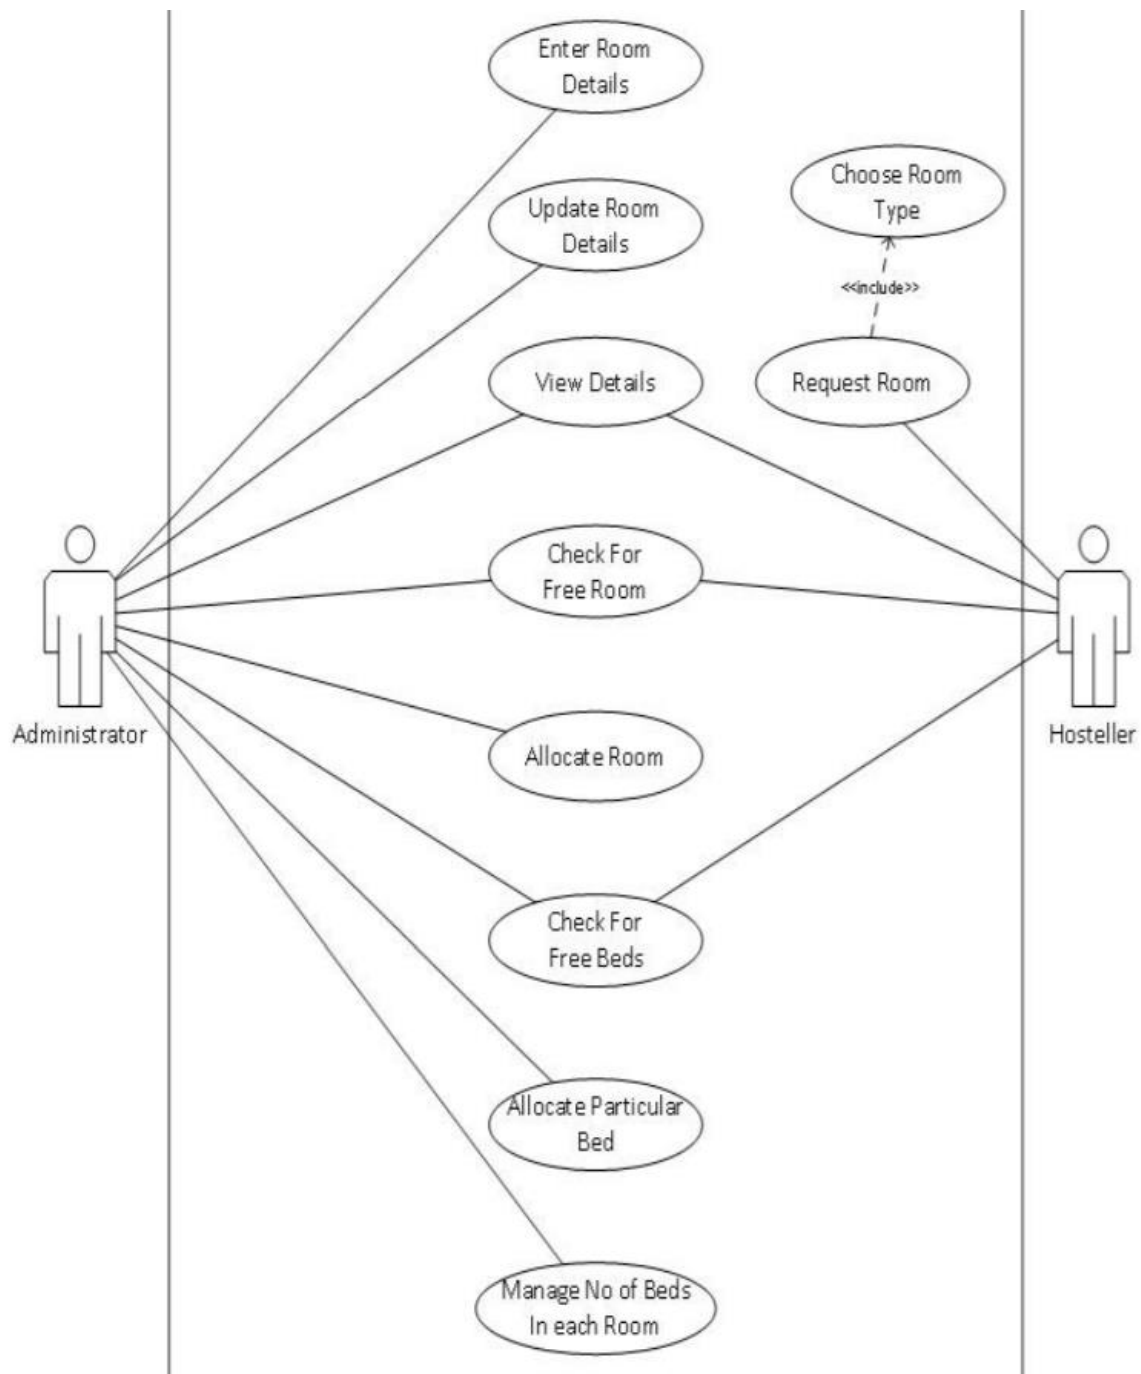 Enter Room
Details
Choose Room
Type
Update Room
Details
<<include>>
View Details
Request Room
Check For
Free Room
Administrator
Hosteller
Allocate Room
Check For
Free Beds
Allocate Particular
Bed
Manage No of Beds
In each Room